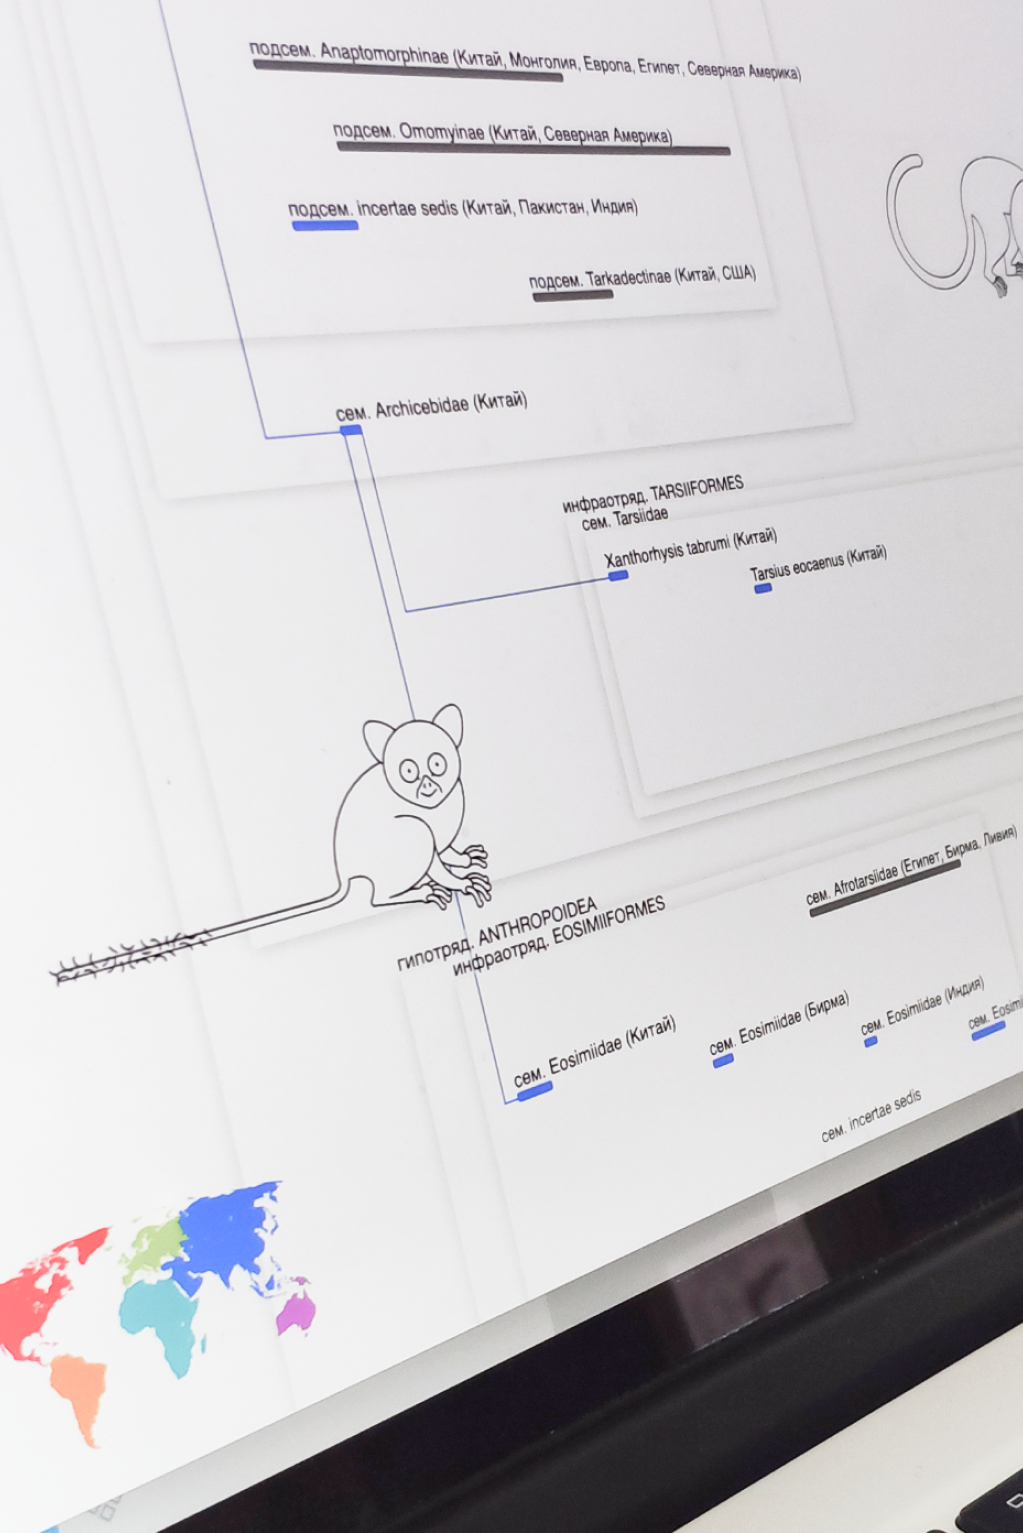 подсем. Anaptomorphinae (Китай, Монголия, Европа, Египет, Северная Америка)
подсем. Omomyinae (Китай, Северная Америка)
подсем. incertae sedis (Китай, Пакистан, Индия)
подсем. Tarkadectinae (Китай, США)
сем. Archicebidae (Китай)
инфраотряд. TARSIIFORMES
сем. Tarsiidae
Xanthorhysis tabrumi (Китай)
Tarsius eocaenus (Китай)
сем. Afrotarsiidae (Египет, Бирма, Ливия)
гипотряд. ANTHROPOIDEA
инфраотряд. EOSIMIIFORMES
сем. Eosimiidae (Китай)
сем. Eosimiidae (Бирма)
сем. Eosimiidae (Индия)
сем. Eosimi
сем. incertae sedis